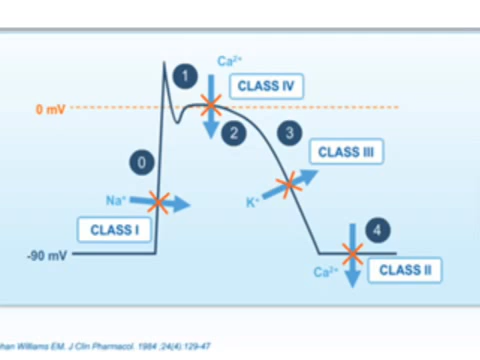 Ca²⁺
1
CLASS IV
0 mV
2
3
CLASS III
0
Na⁺
K⁺
CLASS I
4
-90 mV
Ca²⁺
CLASS II
Williams EM. J Clin Pharmacol. 1984 ;24(4):129-47